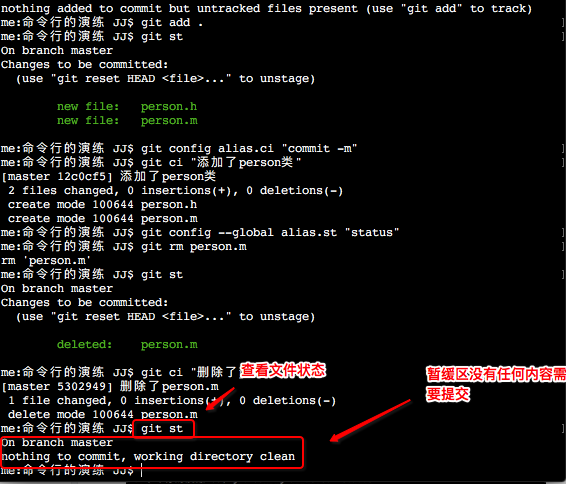 nothing added to commit but untracked files present (use "git add" to track)
me:命令行的演练 JJ$ git add .
me:命令行的演练 JJ$ git st
On branch master
Changes to be committed:
(use "git reset HEAD <file>..." to unstage)
new file: person.h
new file: person.m
me:命令行的演练 JJ$ git config alias.ci "commit -m"
me:命令行的演练 JJ$ git ci "添加了person类"
[master 12c0cf5] 添加了person类
2 files changed, 0 insertions(+), 0 deletions(-)
create mode 100644 person.h
create mode 100644 person.m
me:命令行的演练 JJ$ git config --global alias.st "status"
me:命令行的演练 JJ$ git rm person.m
rm 'person.m'
me:命令行的演练 JJ$ git st
On branch master
Changes to be committed:
(use "git reset HEAD <file>..." to unstage)
deleted: person.m
me:命令行的演练 JJ$ git ci "删除了
查看文件状态
[master 5302949] 删除了person.m
1 file changed, 0 insertions(+), 0 deletions(-)
delete mode 100644 person.m
暂缓区没有任何内容需
要提交
me:命令行的演练 JJ$ git st
On branch master
nothing to commit, working directory clean
me:命令行的演练 JJ$